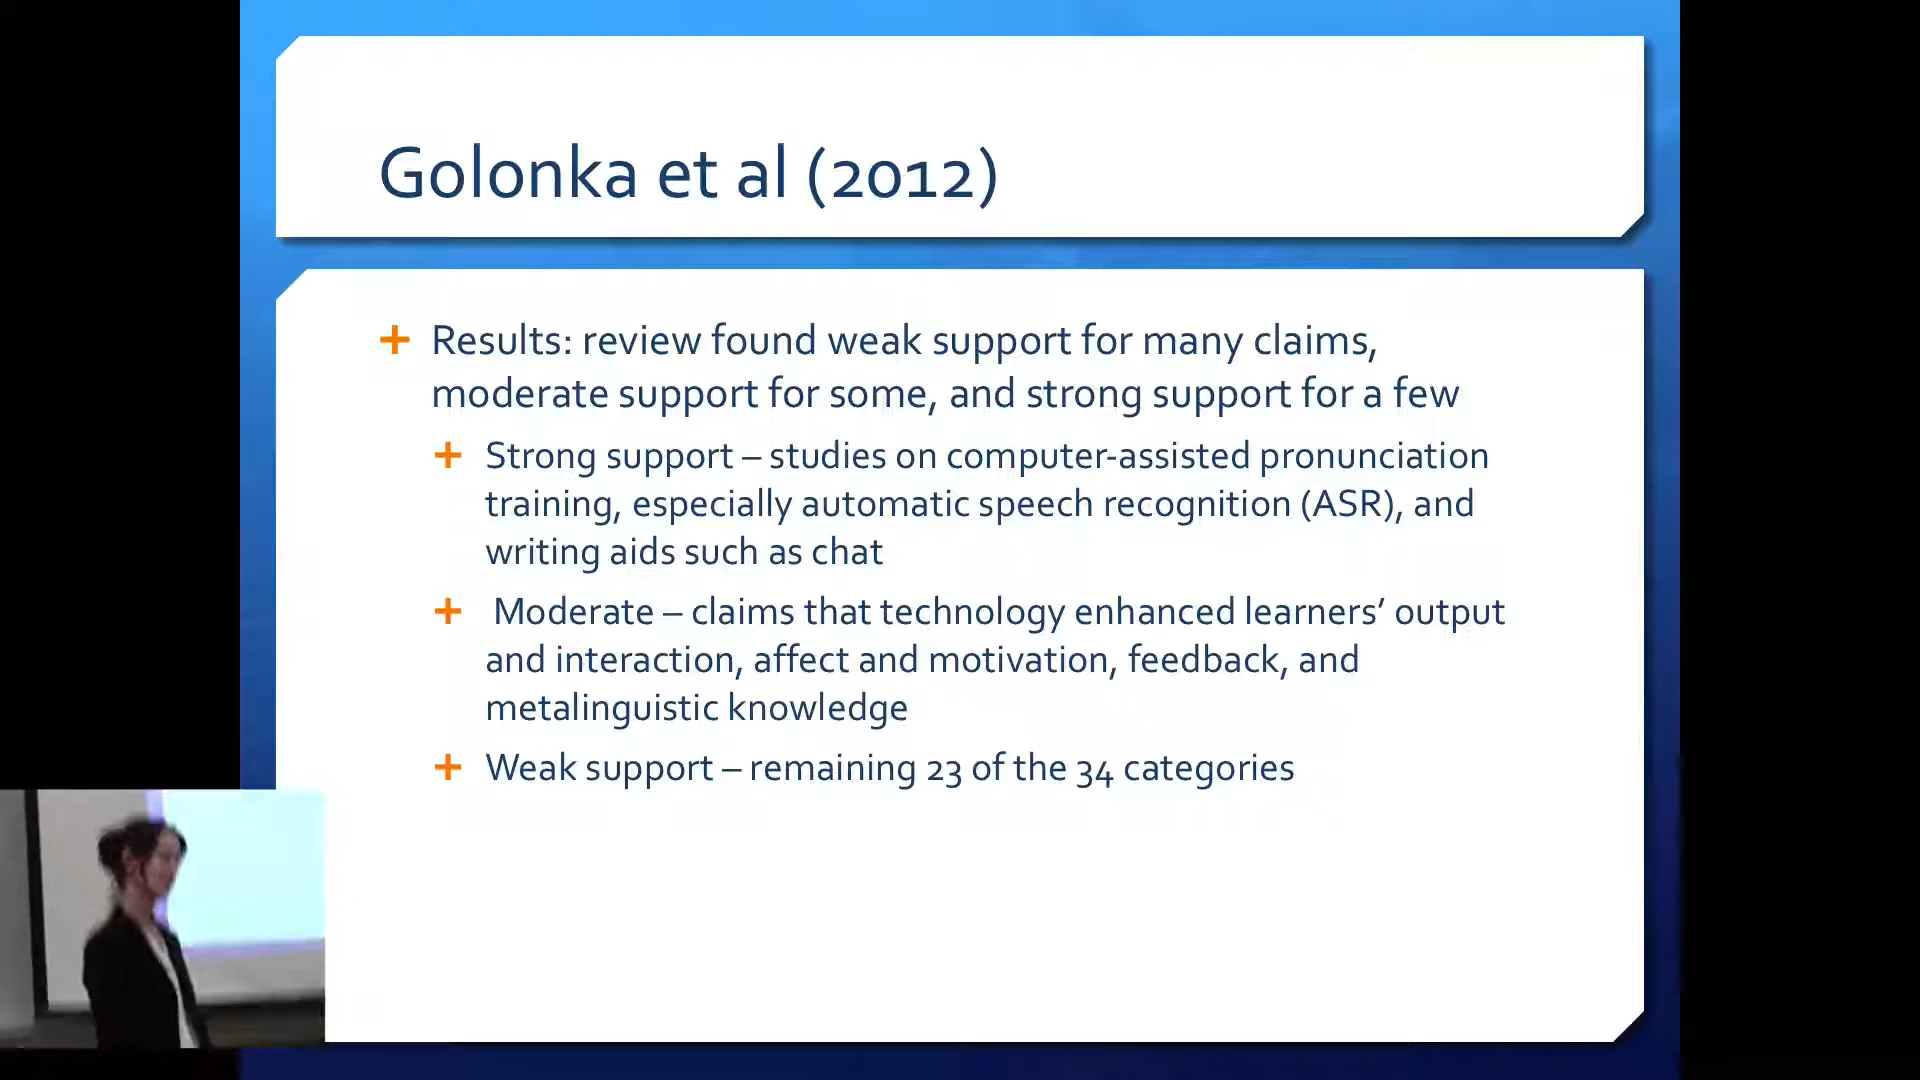 Golonka et al (2012)
Results: review found weak support for many claims,
moderate support for some, and strong support for a few
Strong support – studies on computer-assisted pronunciation
training, especially automatic speech recognition (ASR), and
writing aids such as chat
Moderate – claims that technology enhanced learners’ output
and interaction, affect and motivation, feedback, and
metalinguistic knowledge
Weak support – remaining 23 of the 34 categories